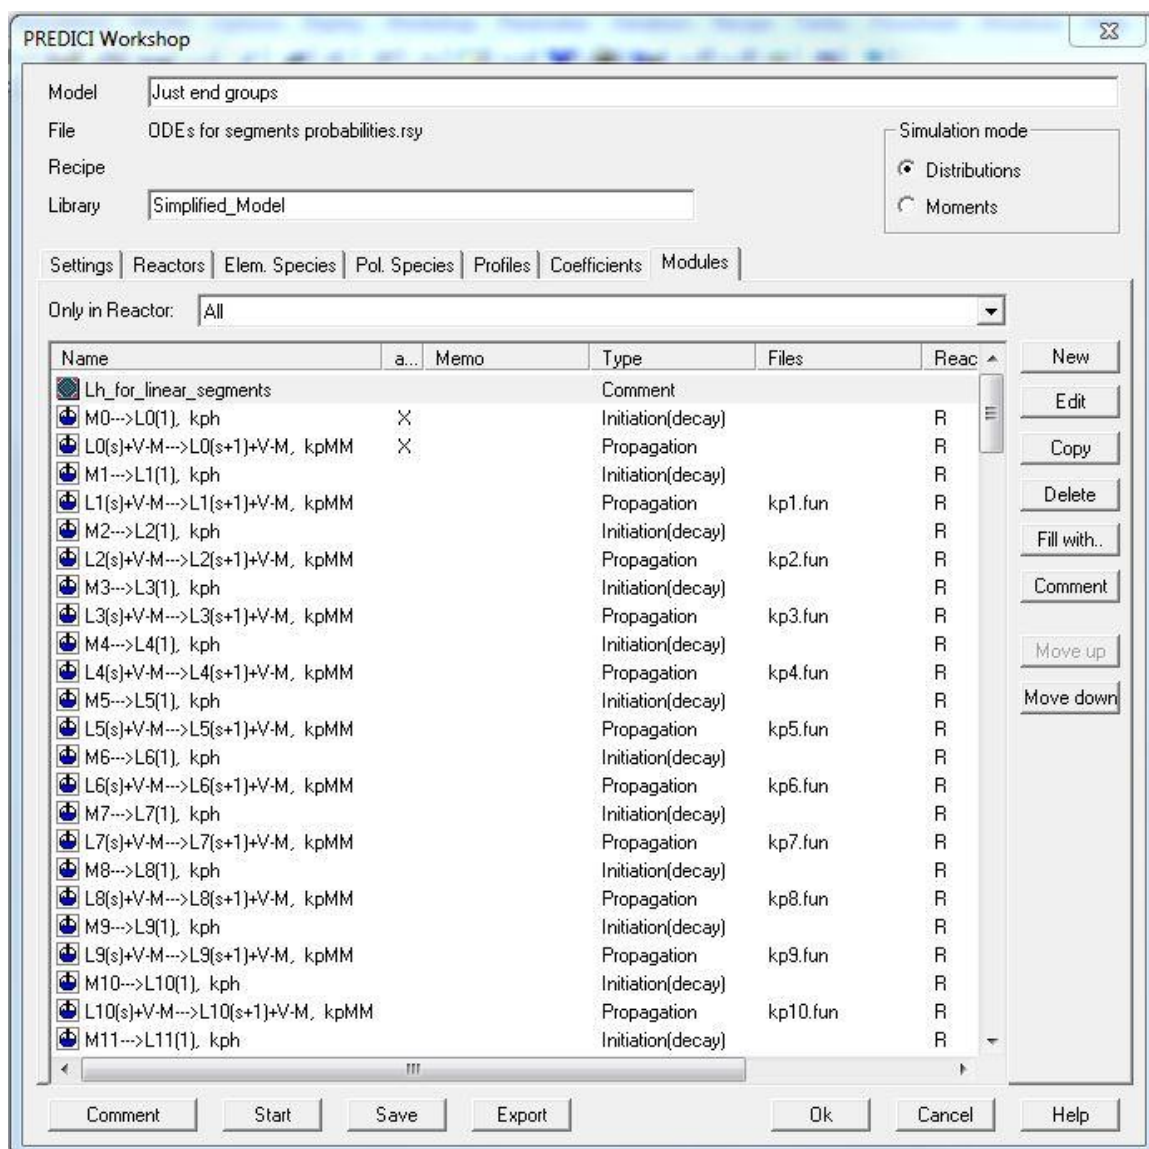 PREDICI Workshop
Model Just end groups
File ODEs for segments probabilities.rsy
Simulation mode
Recipe
Distributions
Library Simplified_Model
Moments
Settings Reactors Elem. Species Pol. Species Profiles Coefficients Modules
Only in Reactor: All
Name a... Memo Type Files Reac
New
Lh_for_linear_segments Comment
Edit
M0--->L0(1), kph X Initiation(decay) R
L0(s)+V-M--->L0(s+1)+V-M, kpMM X Propagation R
Copy
M1--->L1(1), kph Initiation(decay) R
L1(s)+V-M--->L1(s+1)+V-M, kpMM Propagation kp1.fun R
Delete
M2--->L2(1), kph Initiation(decay) R
Fill with..
L2(s)+V-M--->L2(s+1)+V-M, kpMM Propagation kp2.fun R
M3--->L3(1), kph Initiation(decay) R
Comment
L3(s)+V-M--->L3(s+1)+V-M, kpMM Propagation kp3.fun R
M4--->L4(1), kph Initiation(decay) R
Move up
L4(s)+V-M--->L4(s+1)+V-M, kpMM Propagation kp4.fun R
M5--->L5(1), kph Initiation(decay) R
Move down
L5(s)+V-M--->L5(s+1)+V-M, kpMM Propagation kp5.fun R
M6--->L6(1), kph Initiation(decay) R
L6(s)+V-M--->L6(s+1)+V-M, kpMM Propagation kp6.fun R
M7--->L7(1), kph Initiation(decay) R
L7(s)+V-M--->L7(s+1)+V-M, kpMM Propagation kp7.fun R
M8--->L8(1), kph Initiation(decay) R
L8(s)+V-M--->L8(s+1)+V-M, kpMM Propagation kp8.fun R
M9--->L9(1), kph Initiation(decay) R
L9(s)+V-M--->L9(s+1)+V-M, kpMM Propagation kp9.fun R
M10--->L10(1), kph Initiation(decay) R
L10(s)+V-M--->L10(s+1)+V-M, kpMM Propagation kp10.fun R
M11--->L11(1), kph Initiation(decay) R
Comment Start Save Export Ok Cancel Help